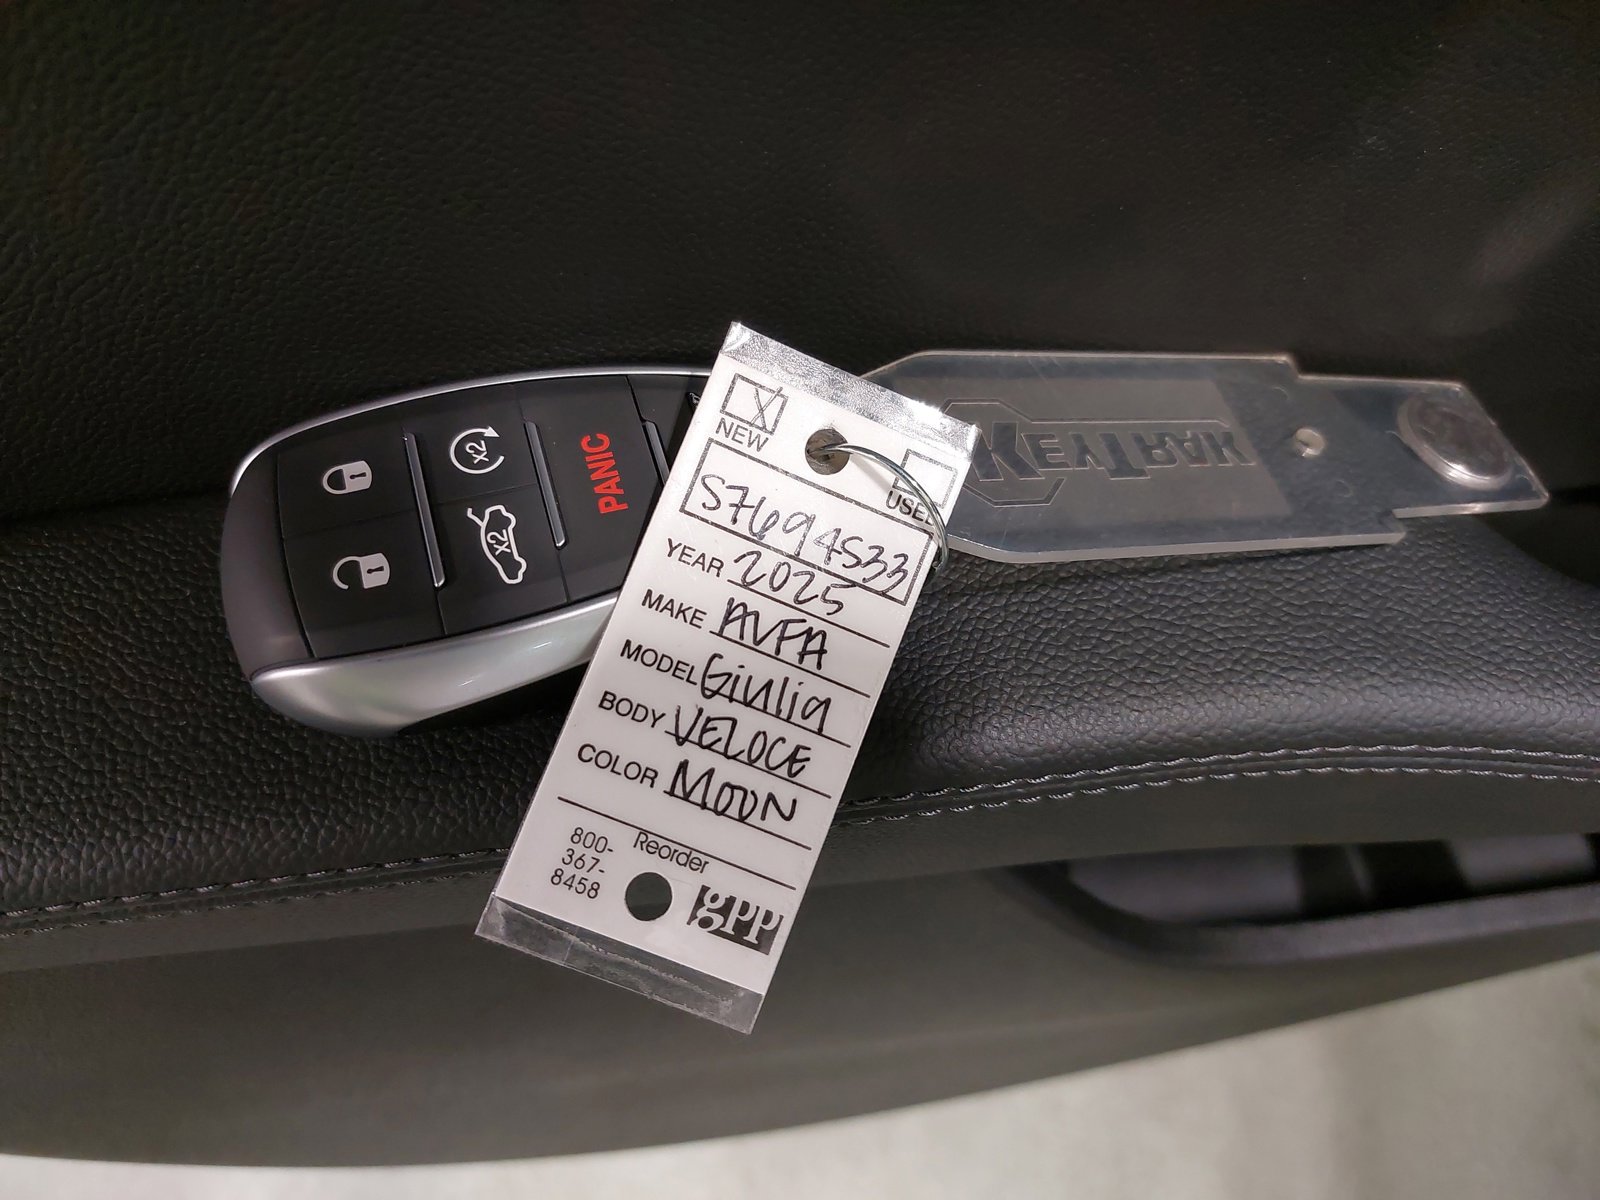 x2
x2
PANIC
NEW
USED
S7694533
YEAR 2025
MAKE ALFA
MODEL Giulia
BODY VELOCE
COLOR MOON
800-
367-
8458
Reorder
gpp
KEYTRAK